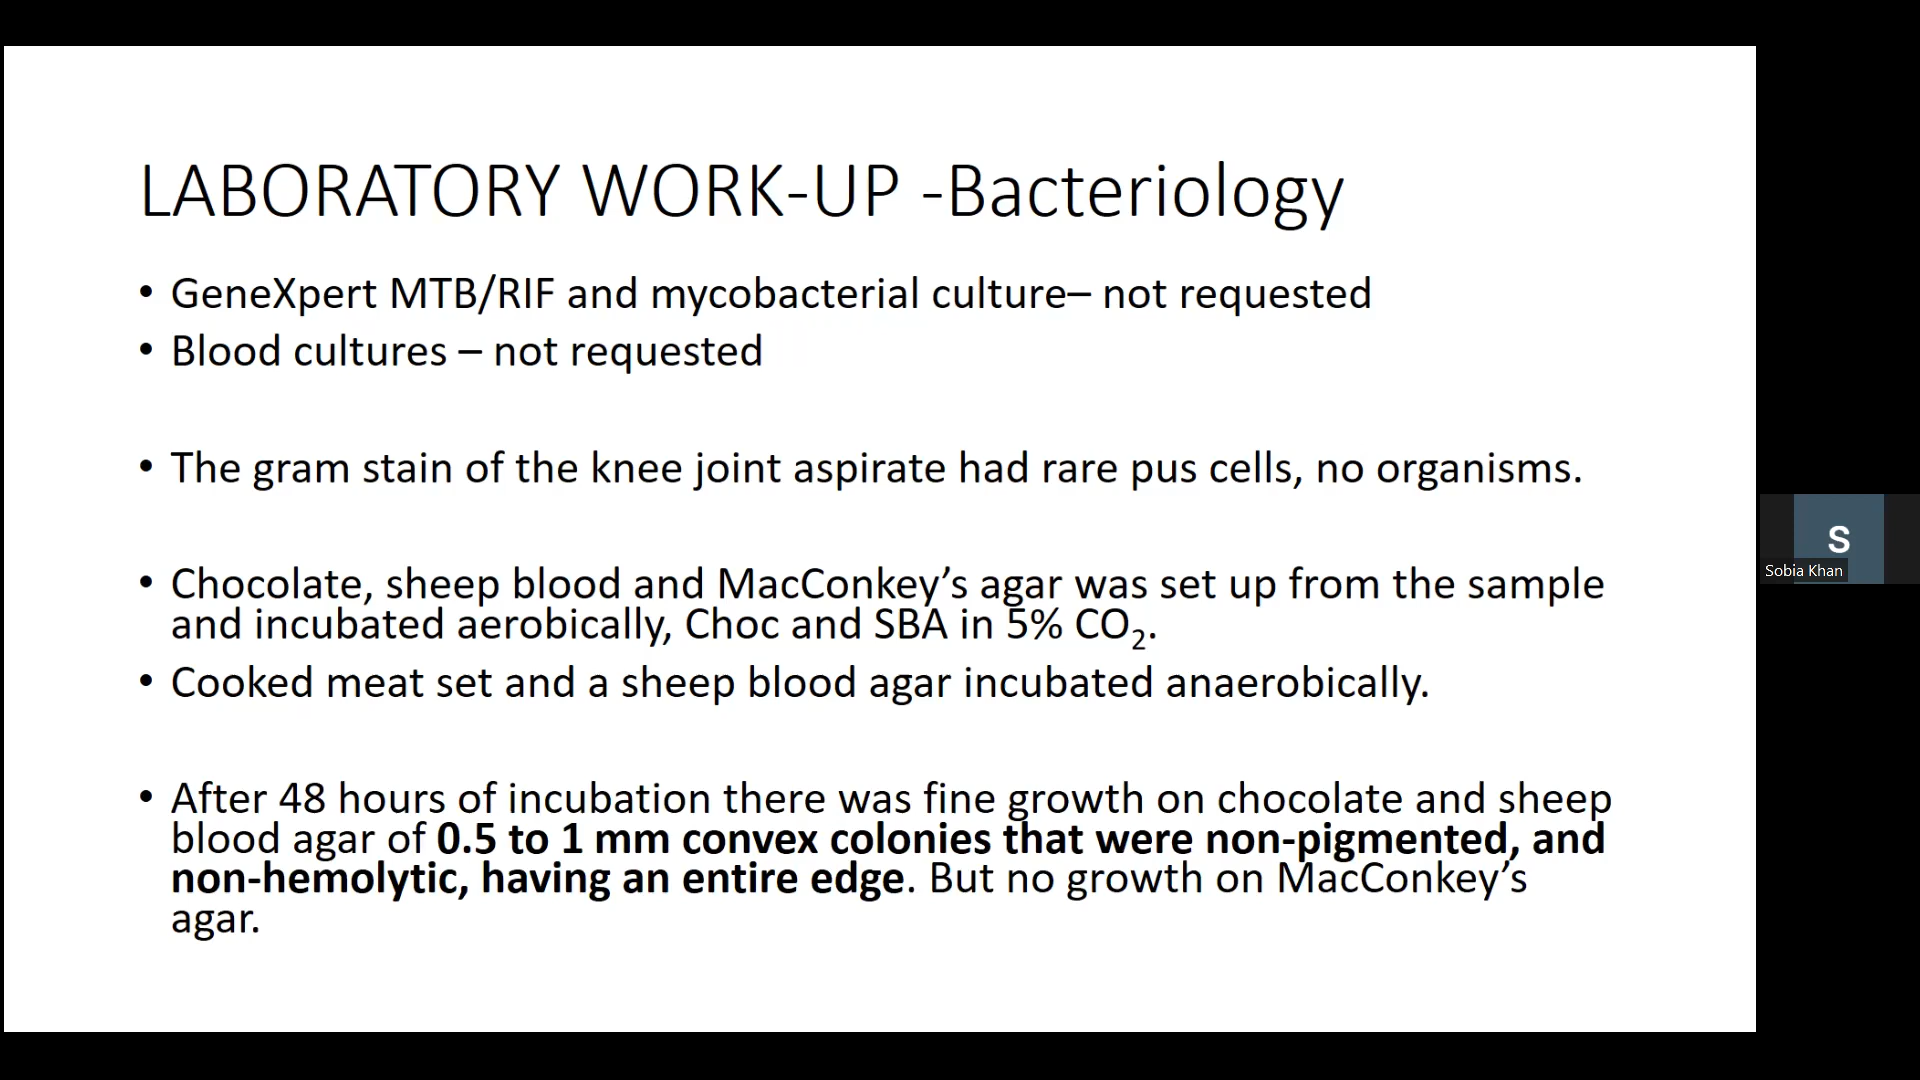 LABORATORY WORK-UP -Bacteriology
• GeneXpert MTB/RIF and mycobacterial culture– not requested
• Blood cultures – not requested
• The gram stain of the knee joint aspirate had rare pus cells, no organisms.
• Chocolate, sheep blood and MacConkey’s agar was set up from the sample
and incubated aerobically, Choc and SBA in 5% CO₂.
• Cooked meat set and a sheep blood agar incubated anaerobically.
• After 48 hours of incubation there was fine growth on chocolate and sheep
blood agar of 0.5 to 1 mm convex colonies that were non-pigmented, and
non-hemolytic, having an entire edge. But no growth on MacConkey’s
agar.
S
Sobia Khan